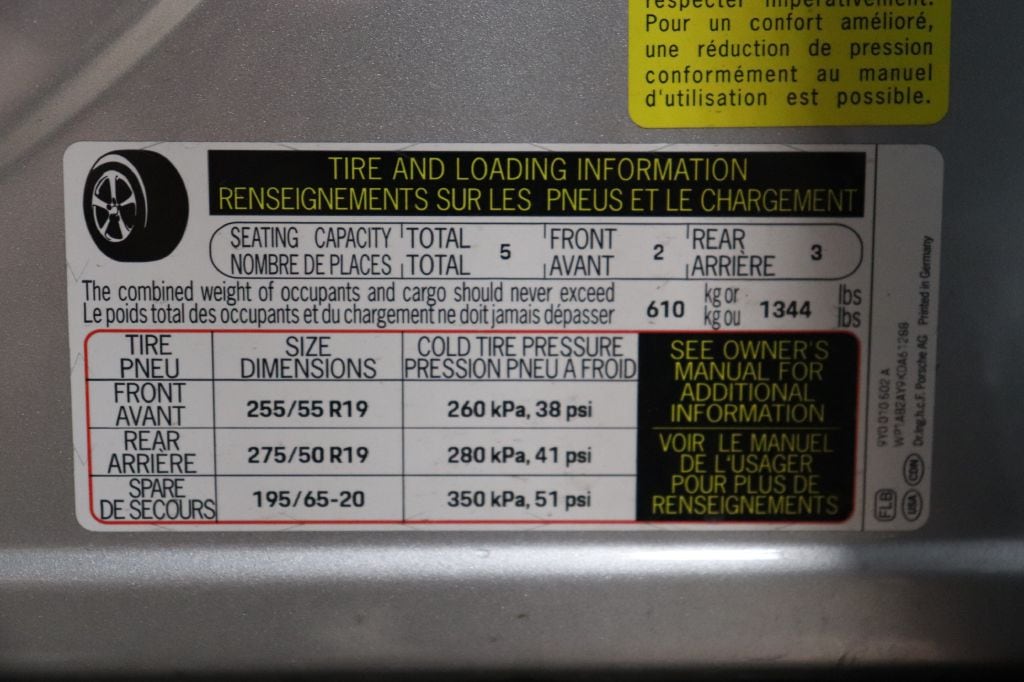 respecter impérativement.
Pour un confort amélioré,
une réduction de pression
conformément au manuel
d'utilisation est possible.
TIRE AND LOADING INFORMATION
RENSEIGNEMENTS SUR LES PNEUS ET LE CHARGEMENT
SEATING CAPACITY TOTAL 5 FRONT 2 REAR 3
NOMBRE DE PLACES TOTAL AVANT ARRIÈRE
The combined weight of occupants and cargo should never exceed 610 kg or 1344 lbs
Le poids total des occupants et du chargement ne doit jamais dépasser kg ou lbs
TIRE SIZE COLD TIRE PRESSURE
PNEU DIMENSIONS PRESSION PNEU À FROID
FRONT
AVANT 255/55 R19 260 kPa, 38 psi
REAR
ARRIÈRE 275/50 R19 280 kPa, 41 psi
SPARE
DE SECOURS 195/65-20 350 kPa, 51 psi
SEE OWNER'S
MANUAL FOR
ADDITIONAL
INFORMATION
VOIR LE MANUEL
DE L'USAGER
POUR PLUS DE
RENSEIGNEMENTS
9Y0.010.602 A
WP1AB2AY9KDA61288
Dr.Ing.h.c.F. Porsche AG Printed in Germany
FLB
USA
CDN